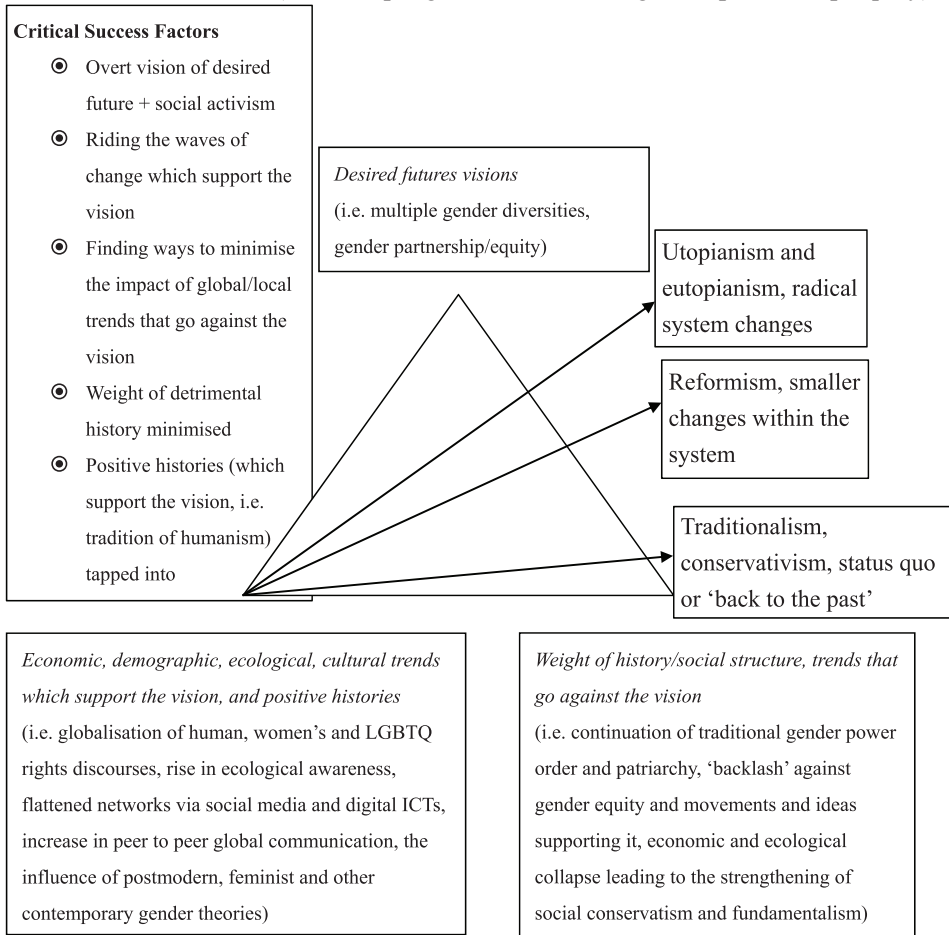 Critical Success Factors
Overt vision of desired
future + social activism
Riding the waves of
change which support the
vision
Finding ways to minimise
the impact of global/local
trends that go against the
vision
Weight of detrimental
history minimised
Positive histories (which
support the vision, i.e.
tradition of humanism)
tapped into
Desired futures visions
(i.e. multiple gender diversities,
gender partnership/equity)
Utopianism and
eutopianism, radical
system changes
Reformism, smaller
changes within the
system
Traditionalism,
conservativism, status quo
or ‘back to the past’
Economic, demographic, ecological, cultural trends
which support the vision, and positive histories
(i.e. globalisation of human, women’s and LGBTQ
rights discourses, rise in ecological awareness,
flattened networks via social media and digital ICTs,
increase in peer to peer global communication, the
influence of postmodern, feminist and other
contemporary gender theories)
Weight of history/social structure, trends that
go against the vision
(i.e. continuation of traditional gender power
order and patriarchy, ‘backlash’ against
gender equity and movements and ideas
supporting it, economic and ecological
collapse leading to the strengthening of
social conservatism and fundamentalism)